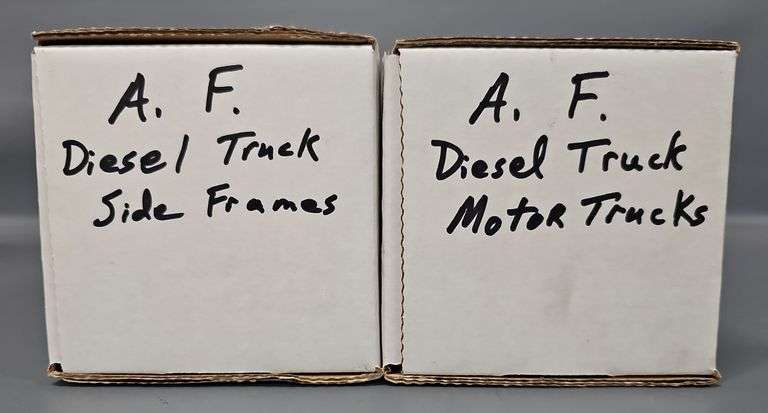 A. F.
Diesel Truck
Side Frames
A. F.
Diesel Truck
Motor Trucks